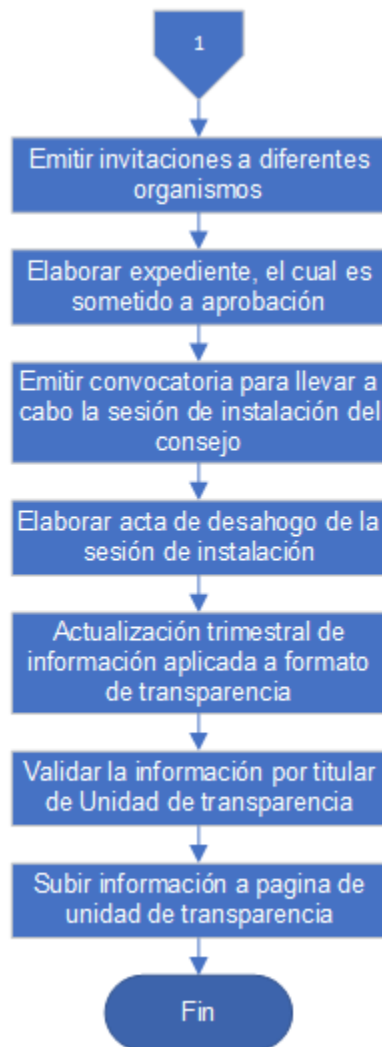 1
Emitir invitaciones a diferentes
organismos
Elaborar expediente, el cual es
sometido a aprobación
Emitir convocatoria para llevar a
cabo la sesión de instalación del
consejo
Elaborar acta de desahogo de la
sesión de instalación
Actualización trimestral de
información aplicada a formato
de transparencia
Validar la información por titular
de Unidad de transparencia
Subir información a pagina de
unidad de transparencia
Fin